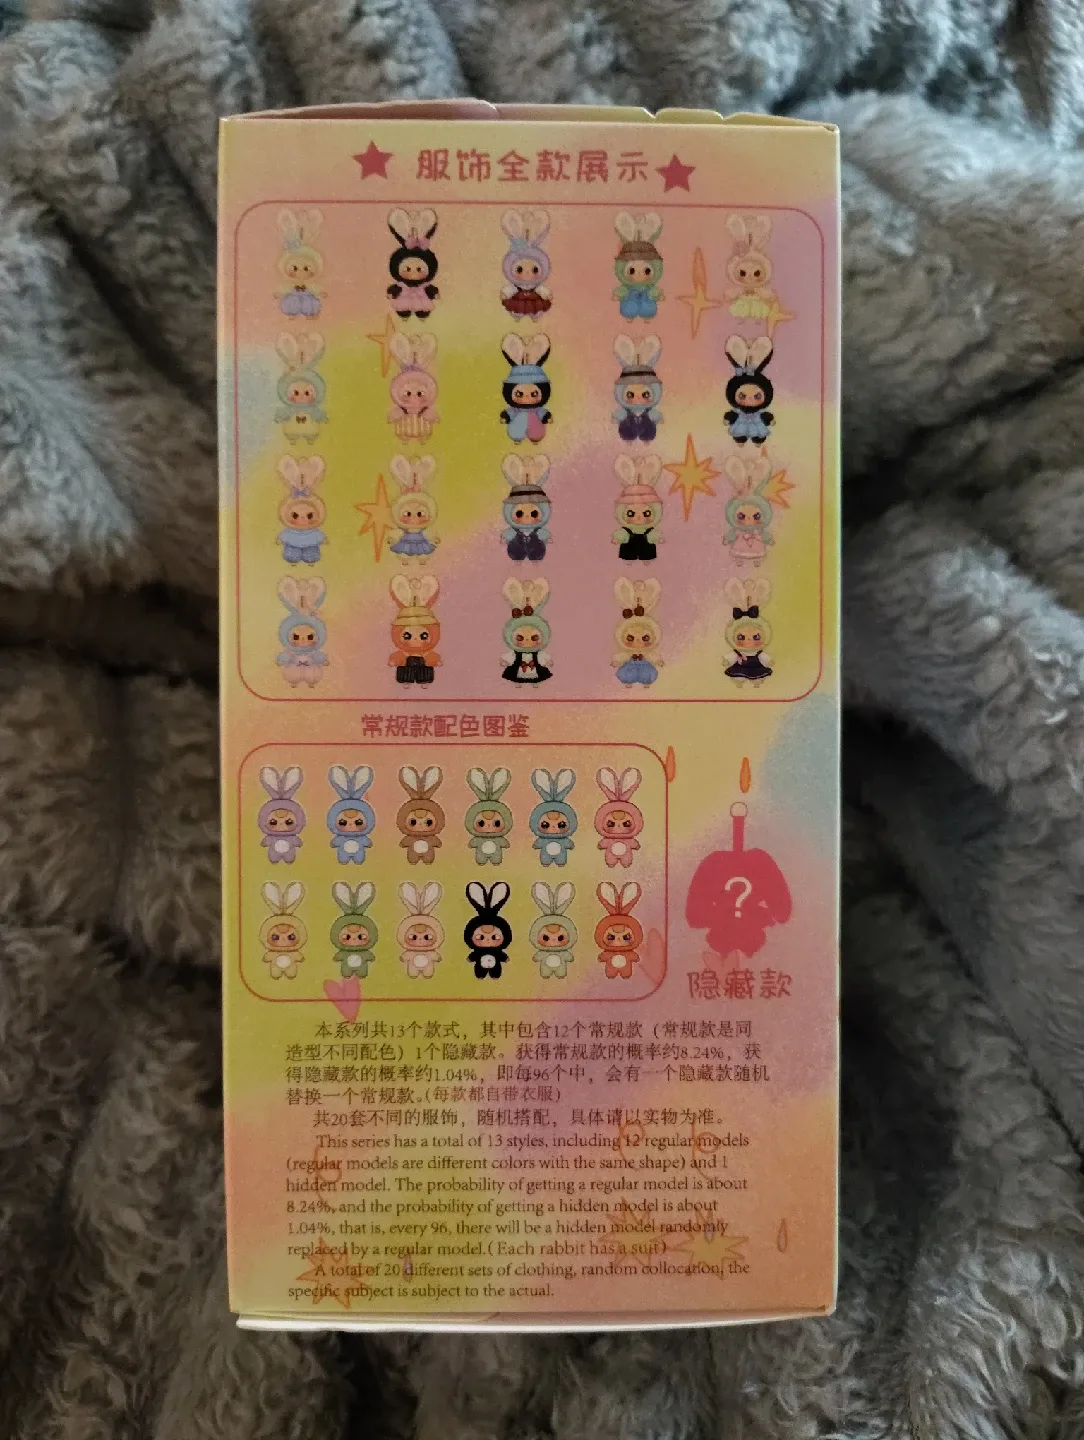 服饰全款展示
常规款配色图鉴
?
隐藏款
本系列共13个款式，其中包含12个常规款（常规款是同
造型不同配色）1个隐藏款。获得常规款的概率约8.24%，获
得隐藏款的概率约1.04%，即每96个中，会有一个隐藏款随机
替换一个常规款。(每款都自带衣服)
共20套不同的服饰，随机搭配，具体请以实物为准。
This series has a total of 13 styles, including 12 regular models
(regular models are different colors with the same shape) and 1
hidden model. The probability of getting a regular model is about
8.24%, and the probability of getting a hidden model is about
1.04%, that is, every 96, there will be a hidden model randomly
replaced by a regular model.( Each rabbit has a suit)
A total of 20 different sets of clothing, random collocation, the
specific subject is subject to the actual.